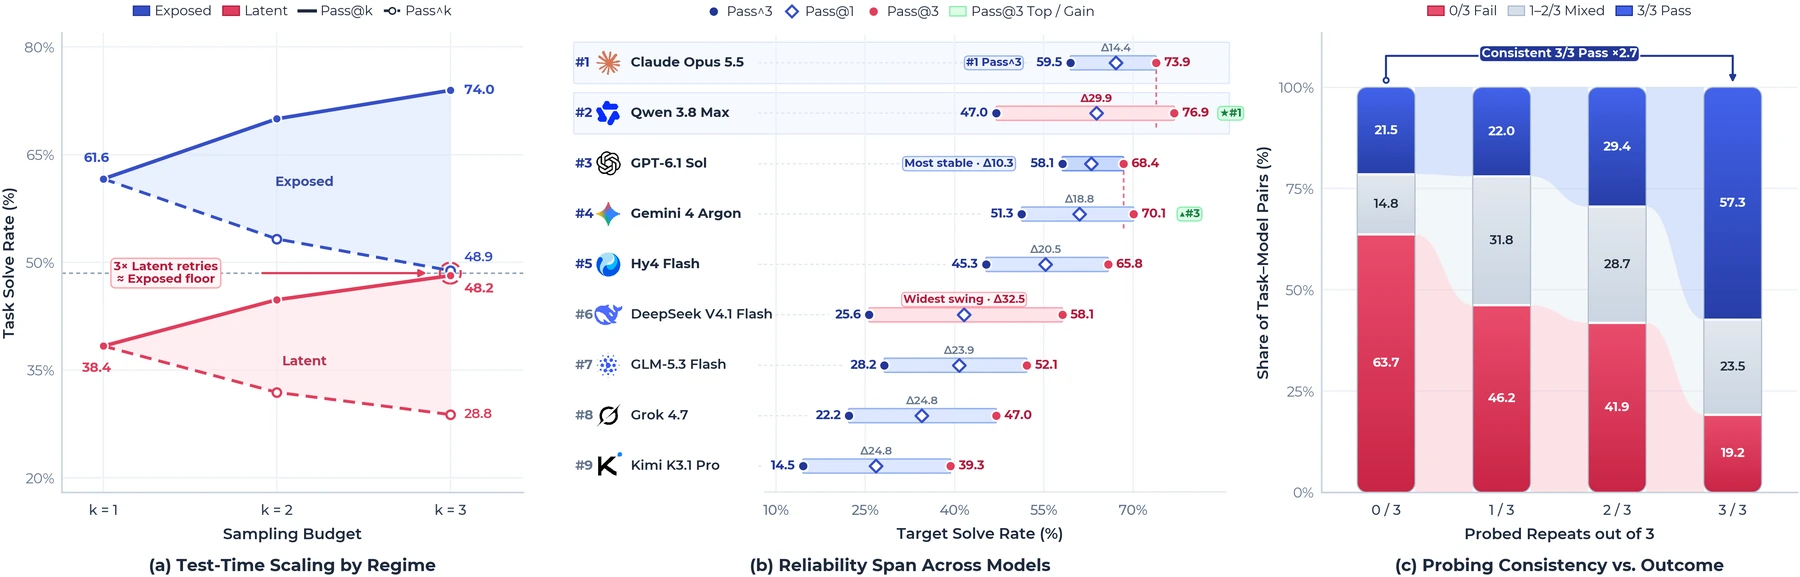 Exposed Latent Pass@k Pass^k
80%
65%
50%
35%
20%
Task Solve Rate (%)
61.6
74.0
Exposed
48.9
3× Latent retries
≈ Exposed floor
48.2
38.4
Latent
28.8
k = 1 k = 2 k = 3
Sampling Budget
(a) Test-Time Scaling by Regime
Pass^3 Pass@1 Pass@3 Pass@3 Top / Gain
#1 Claude Opus 5.5 #1 Pass^3 59.5 Δ14.4 73.9
#2 Qwen 3.8 Max 47.0 Δ29.9 76.9 ★#1
#3 GPT-6.1 Sol Most stable · Δ10.3 58.1 68.4
#4 Gemini 4 Argon 51.3 Δ18.8 70.1 ▲#3
#5 Hy4 Flash 45.3 Δ20.5 65.8
#6 DeepSeek V4.1 Flash 25.6 Widest swing · Δ32.5 58.1
#7 GLM-5.3 Flash 28.2 Δ23.9 52.1
#8 Grok 4.7 22.2 Δ24.8 47.0
#9 Kimi K3.1 Pro 14.5 Δ24.8 39.3
10% 25% 40% 55% 70%
Target Solve Rate (%)
(b) Reliability Span Across Models
0/3 Fail 1–2/3 Mixed 3/3 Pass
Consistent 3/3 Pass ×2.7
100%
75%
50%
25%
0%
Share of Task–Model Pairs (%)
21.5 22.0 29.4 57.3
14.8 31.8 28.7 23.5
63.7 46.2 41.9 19.2
0 / 3 1 / 3 2 / 3 3 / 3
Probed Repeats out of 3
(c) Probing Consistency vs. Outcome